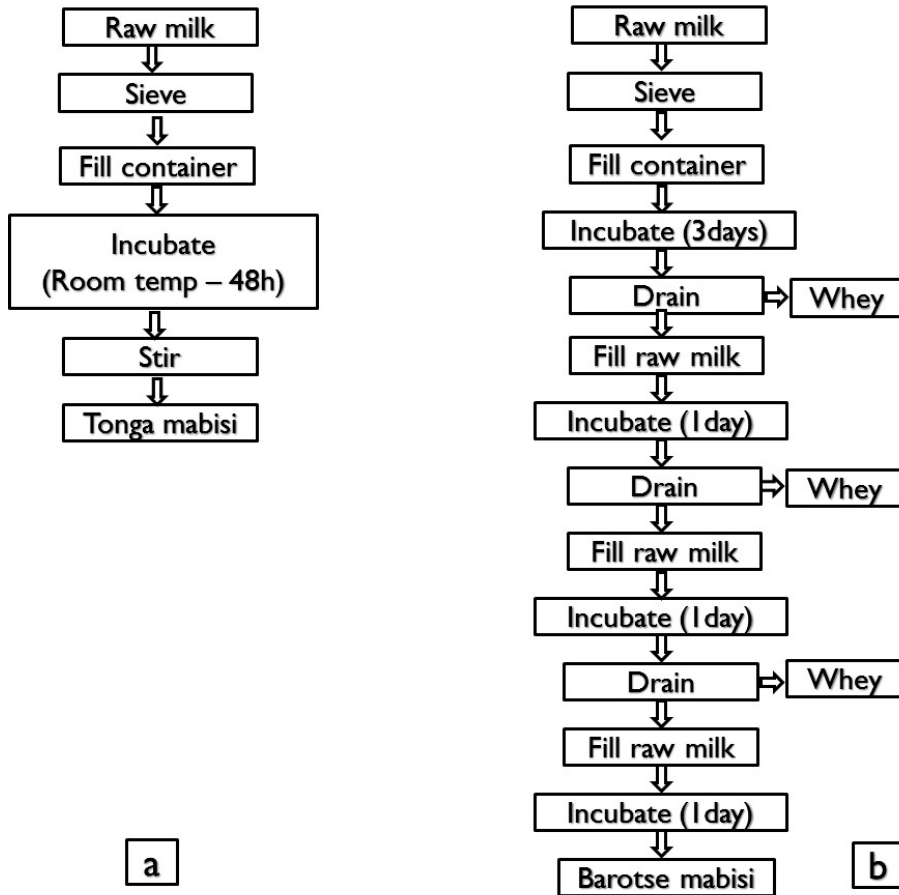 Raw milk
Sieve
Fill container
Incubate
(Room temp – 48h)
Stir
Tonga mabisi
a
Raw milk
Sieve
Fill container
Incubate (3days)
Drain
Whey
Fill raw milk
Incubate (1day)
Drain
Whey
Fill raw milk
Incubate (1day)
Drain
Whey
Fill raw milk
Incubate (1day)
Barotse mabisi
b